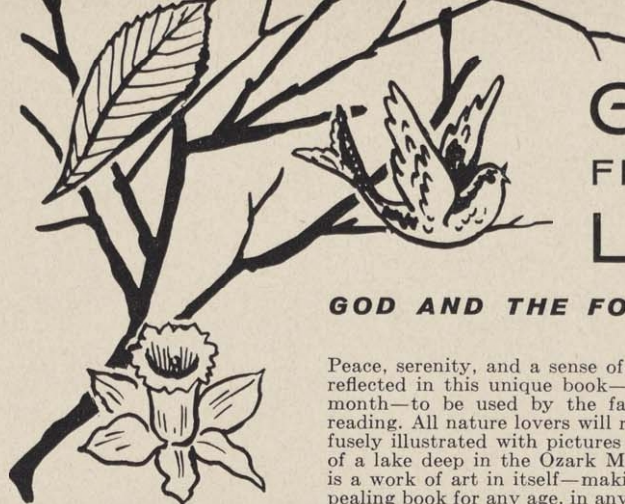 G
F
L
GOD AND THE FO
Peace, serenity, and a sense of
reflected in this unique book—
month—to be used by the fa
reading. All nature lovers will
fusely illustrated with pictures
of a lake deep in the Ozark M
is a work of art in itself—maki
pealing book for any age, in any